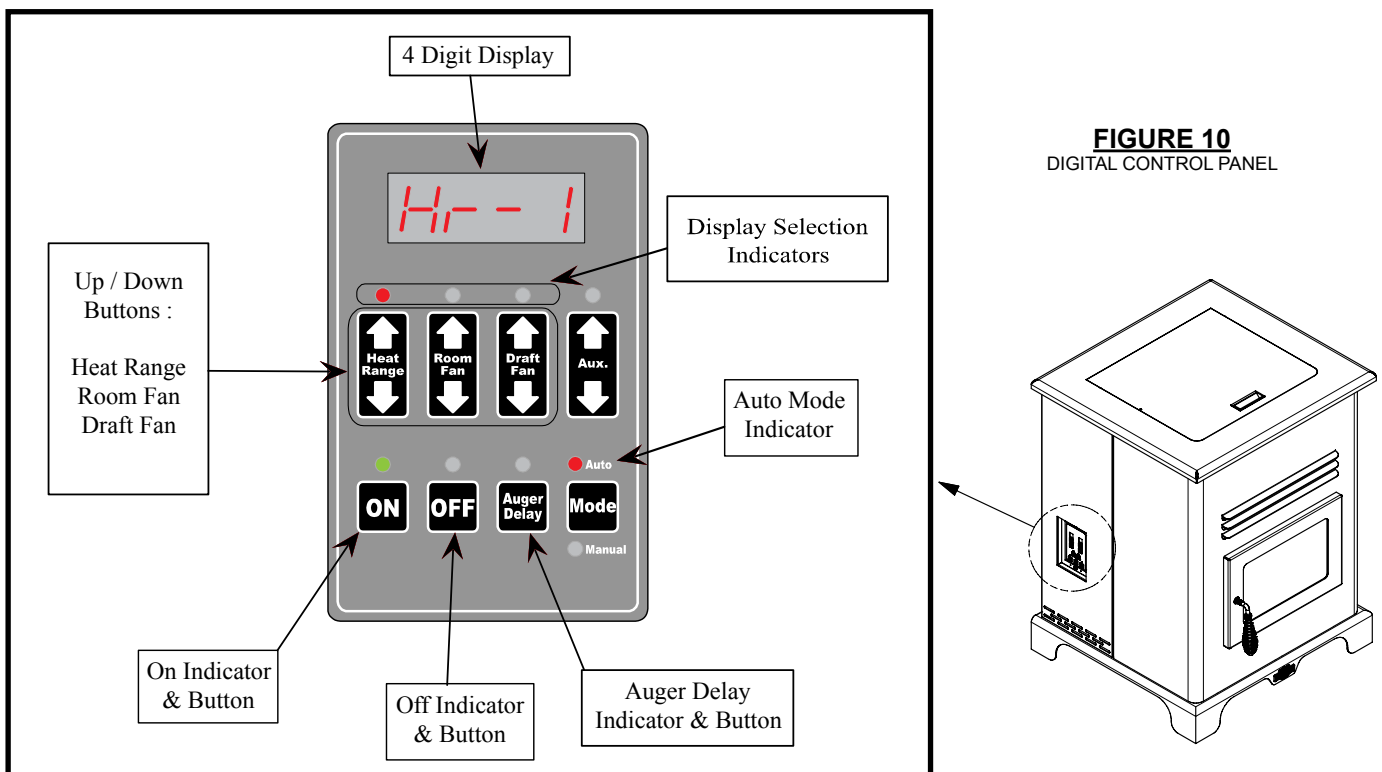 4 Digit Display
FIGURE 10
DIGITAL CONTROL PANEL
Hr--1
Display Selection
Indicators
Up / Down
Buttons :
Heat Range
Room Fan
Draft Fan
Heat
Range
Room
Fan
Draft
Fan
Aux.
Auto Mode
Indicator
Auto
ON
OFF
Auger
Delay
Mode
Manual
On Indicator
& Button
Off Indicator
& Button
Auger Delay
Indicator & Button